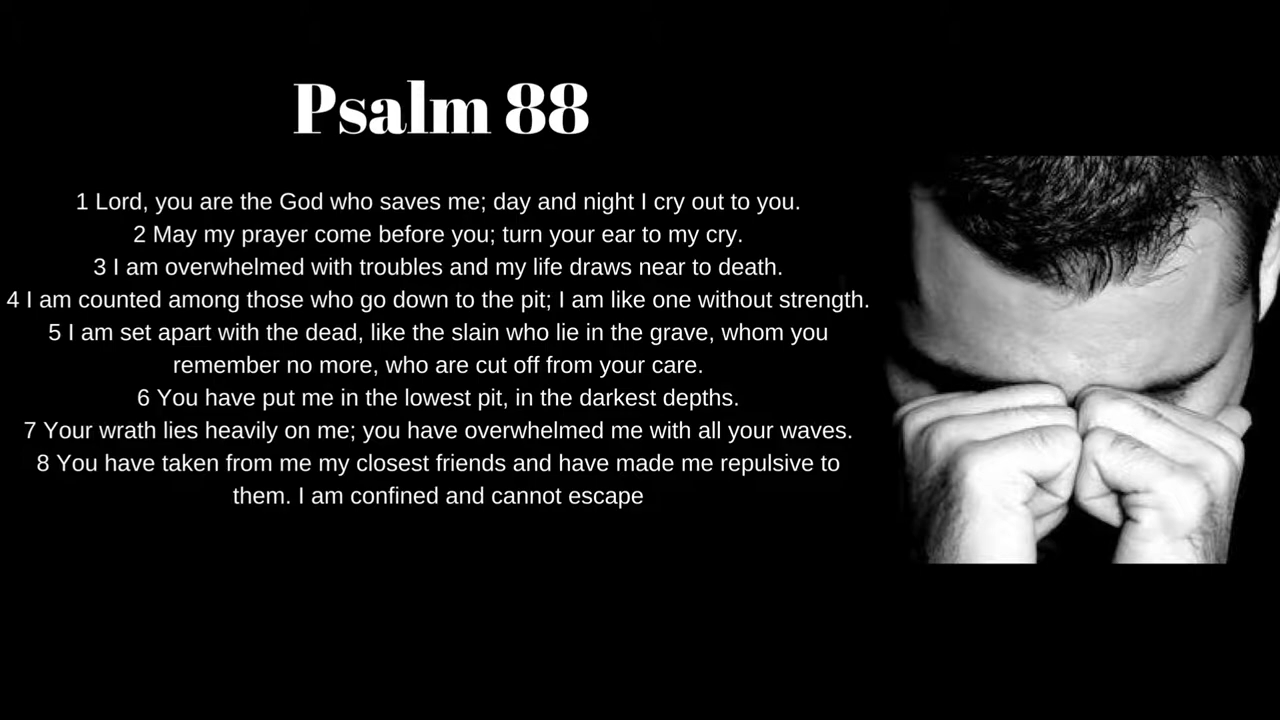 Psalm 88
1 Lord, you are the God who saves me; day and night I cry out to you.
2 May my prayer come before you; turn your ear to my cry.
3 I am overwhelmed with troubles and my life draws near to death.
4 I am counted among those who go down to the pit; I am like one without strength.
5 I am set apart with the dead, like the slain who lie in the grave, whom you
remember no more, who are cut off from your care.
6 You have put me in the lowest pit, in the darkest depths.
7 Your wrath lies heavily on me; you have overwhelmed me with all your waves.
8 You have taken from me my closest friends and have made me repulsive to
them. I am confined and cannot escape